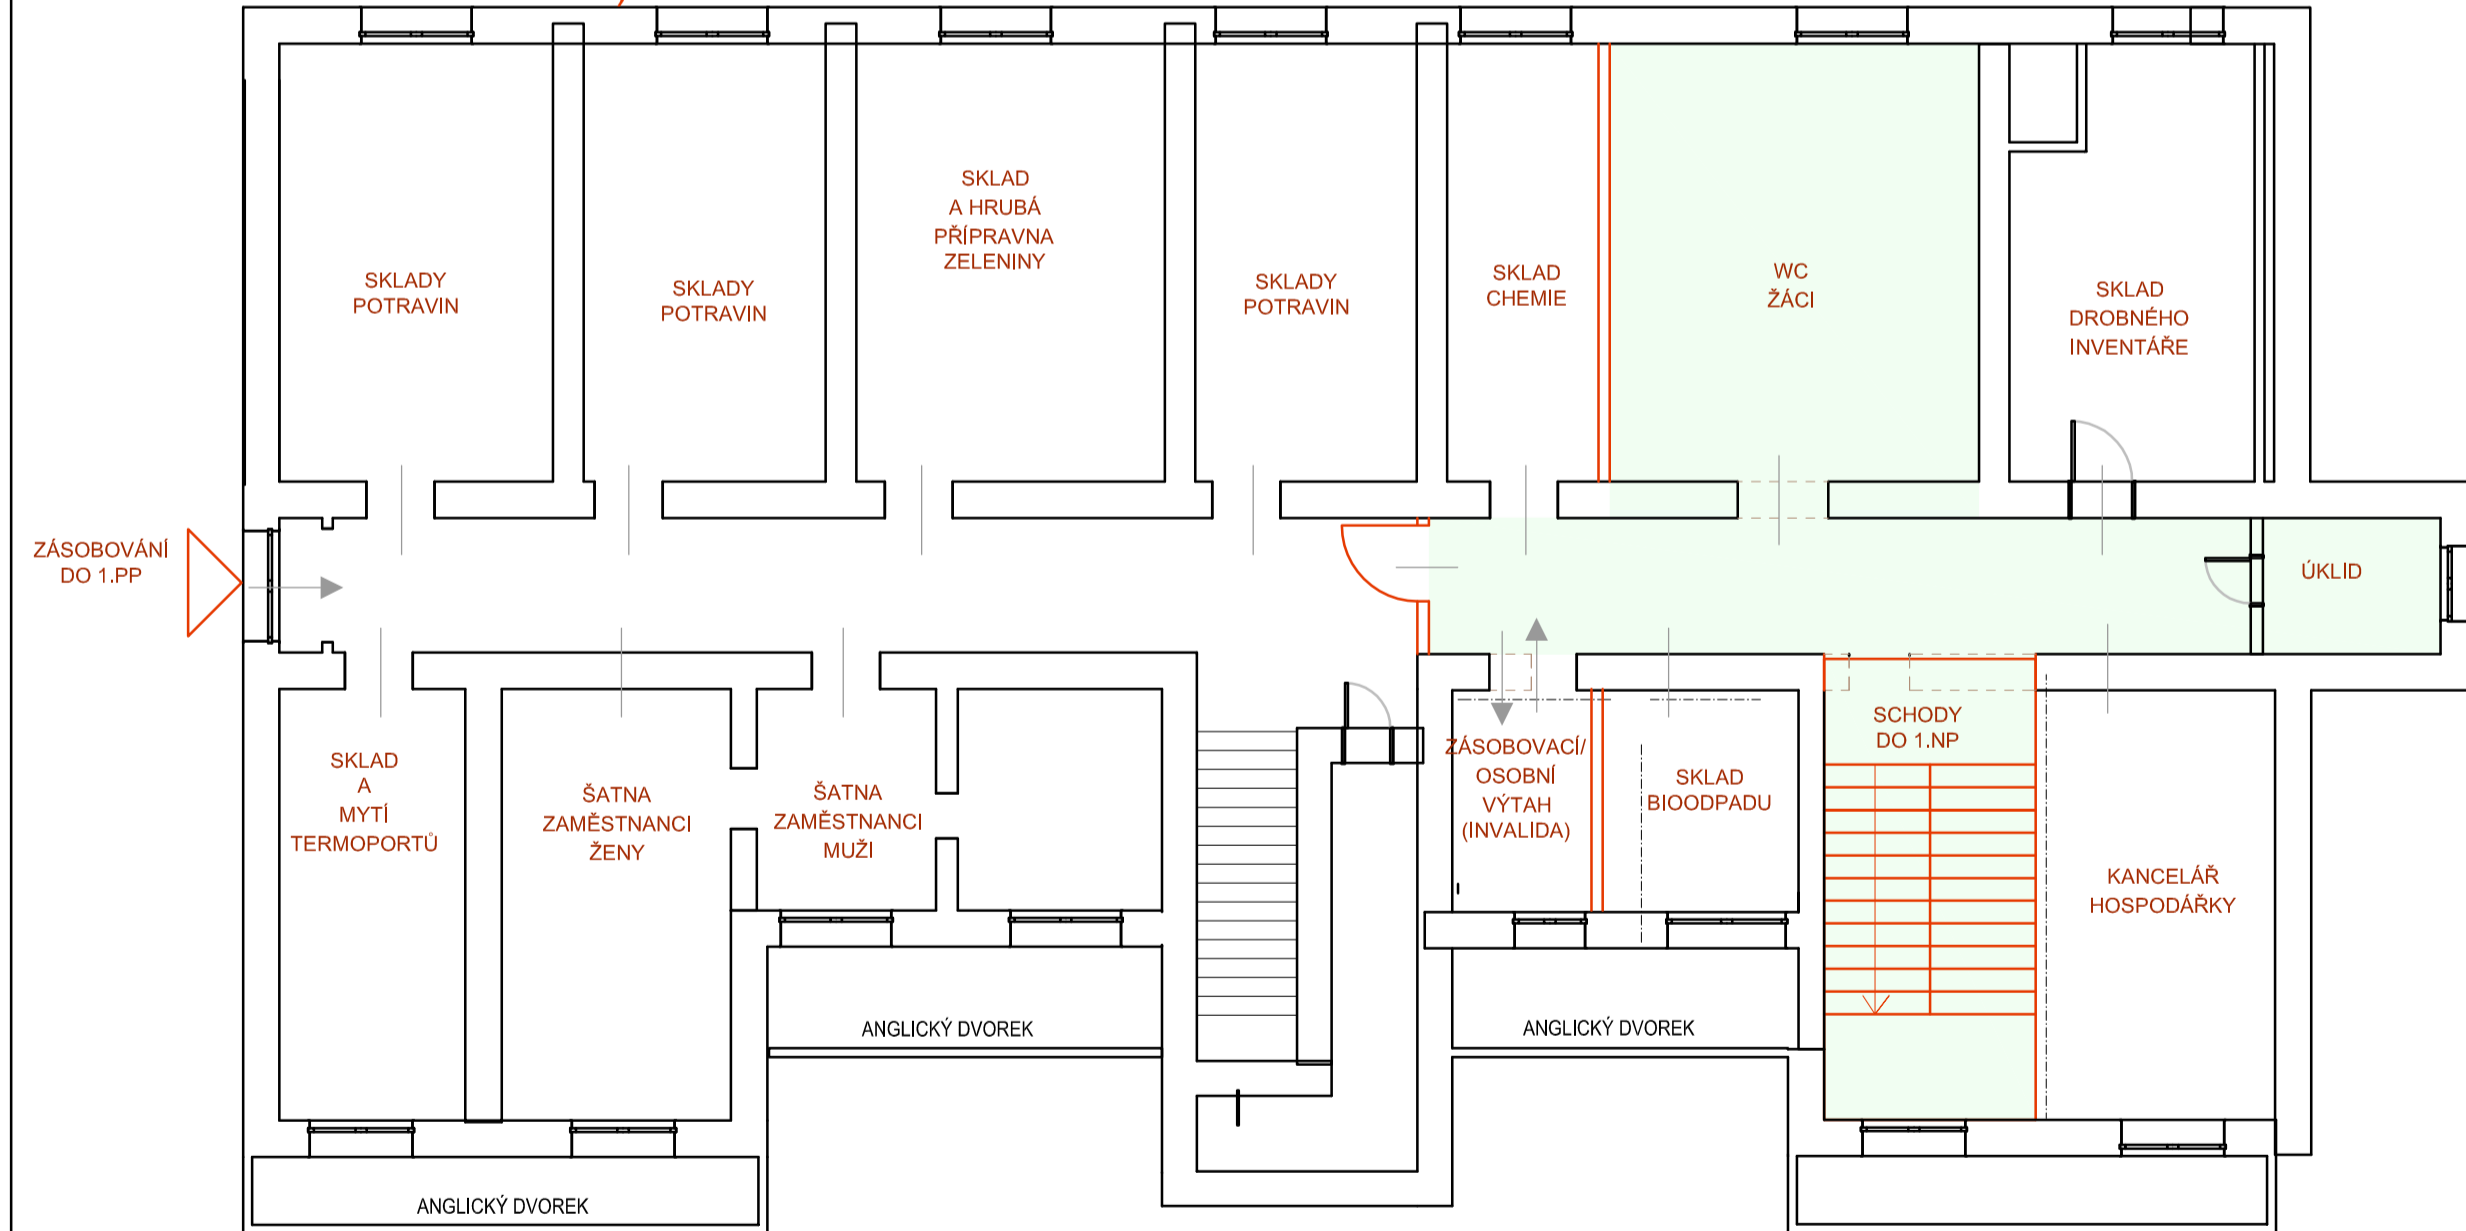 SKLADY
POTRAVIN
SKLADY
POTRAVIN
SKLAD
A HRUBÁ
PŘÍPRAVNA
ZELENINY
SKLADY
POTRAVIN
SKLAD
CHEMIE
WC
ŽÁCI
SKLAD
DROBNÉHO
INVENTÁŘE
ZÁSOBOVÁNÍ
DO 1.PP
ÚKLID
SKLAD
A
MYTÍ
TERMOPORTŮ
ŠATNA
ZAMĚSTNANCI
ŽENY
ŠATNA
ZAMĚSTNANCI
MUŽI
ZÁSOBOVACÍ/
OSOBNÍ
VÝTAH
(INVALIDA)
SKLAD
BIOODPADU
SCHODY
DO 1.NP
KANCELÁŘ
HOSPODÁŘKY
ANGLICKÝ DVOREK
ANGLICKÝ DVOREK
ANGLICKÝ DVOREK